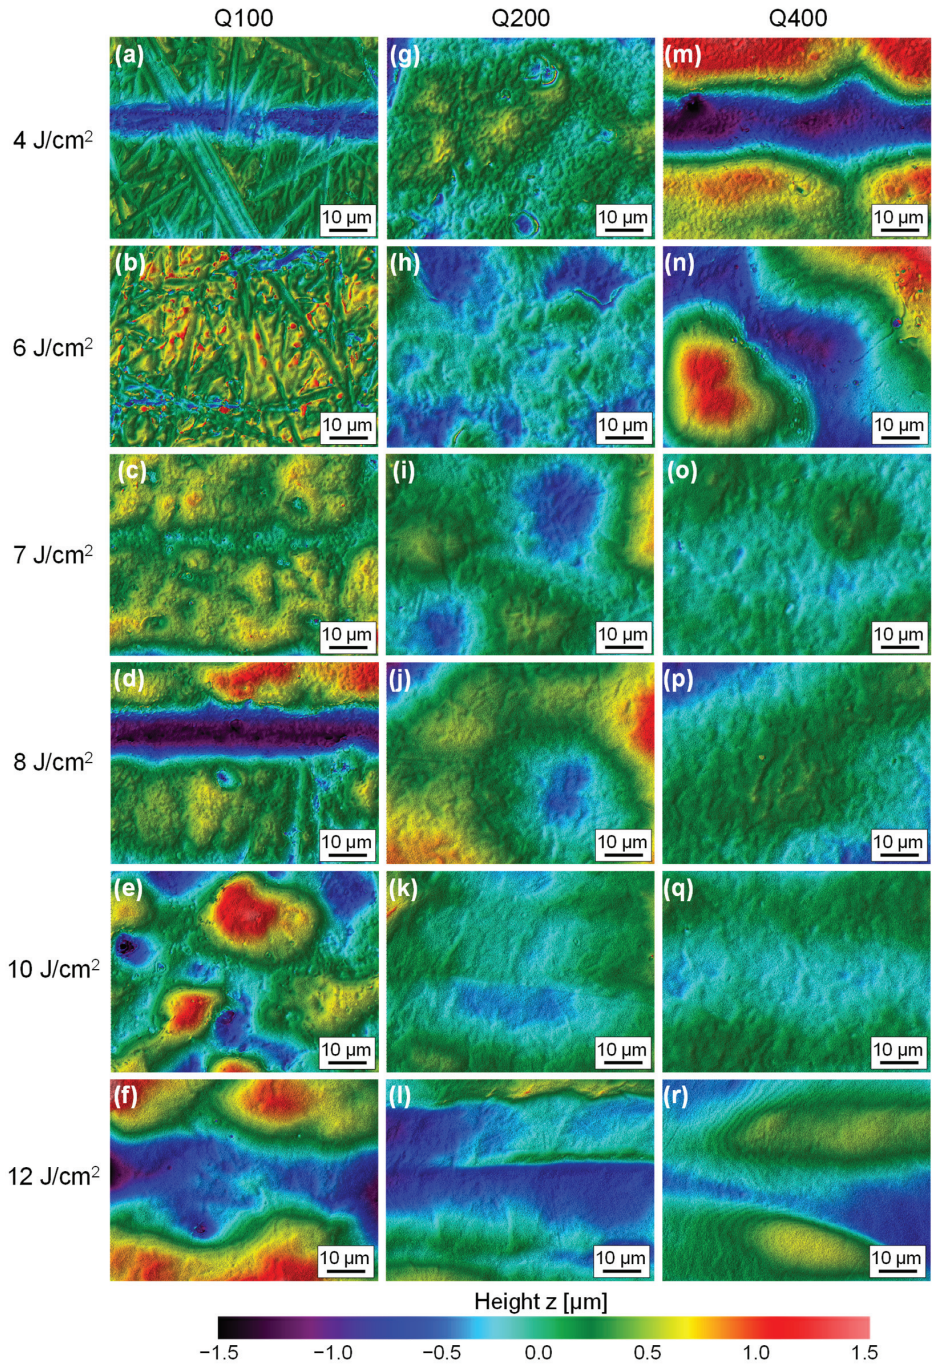 Q100 Q200 Q400
(a) (g) (m)
4 J/cm²
10 µm 10 µm 10 µm
(b) (h) (n)
6 J/cm²
10 µm 10 µm 10 µm
(c) (i) (o)
7 J/cm²
10 µm 10 µm 10 µm
(d) (j) (p)
8 J/cm²
10 µm 10 µm 10 µm
(e) (k) (q)
10 J/cm²
10 µm 10 µm 10 µm
(f) (l) (r)
12 J/cm²
10 µm 10 µm 10 µm
Height z [µm]
−1.5 −1.0 −0.5 0.0 0.5 1.0 1.5